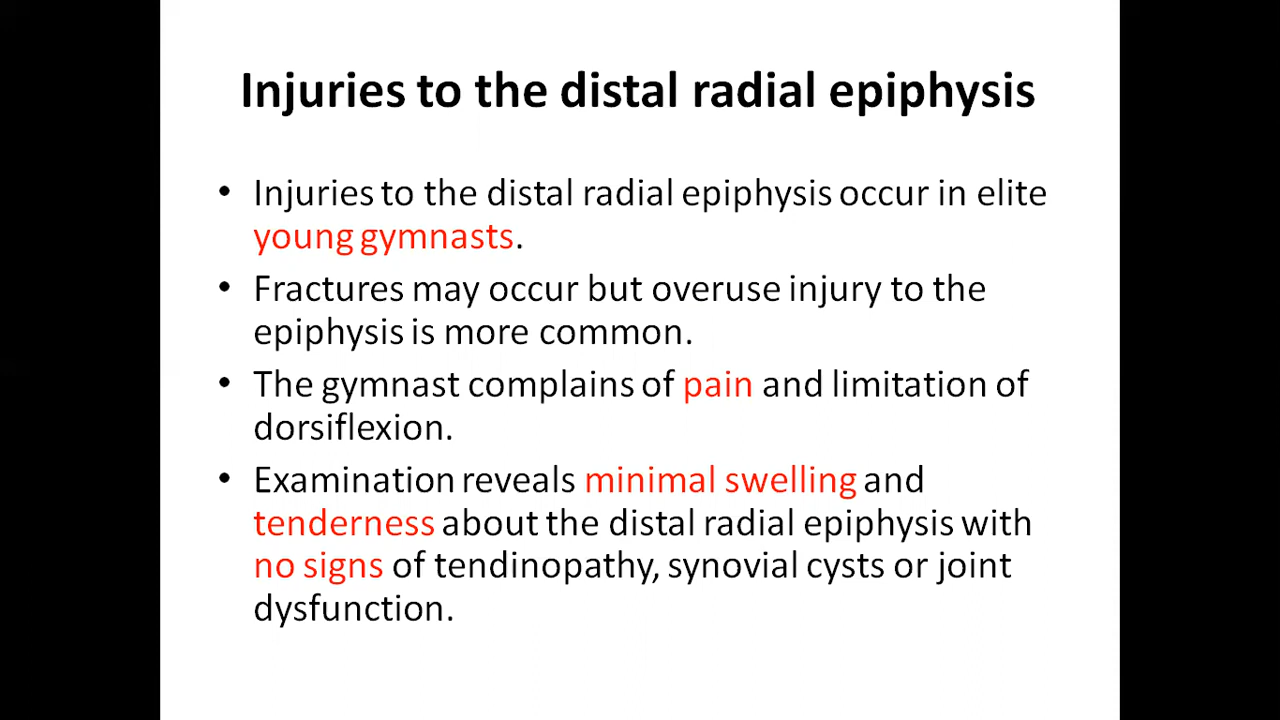 Injuries to the distal radial epiphysis
• Injuries to the distal radial epiphysis occur in elite
young gymnasts.
• Fractures may occur but overuse injury to the
epiphysis is more common.
• The gymnast complains of pain and limitation of
dorsiflexion.
• Examination reveals minimal swelling and
tenderness about the distal radial epiphysis with
no signs of tendinopathy, synovial cysts or joint
dysfunction.